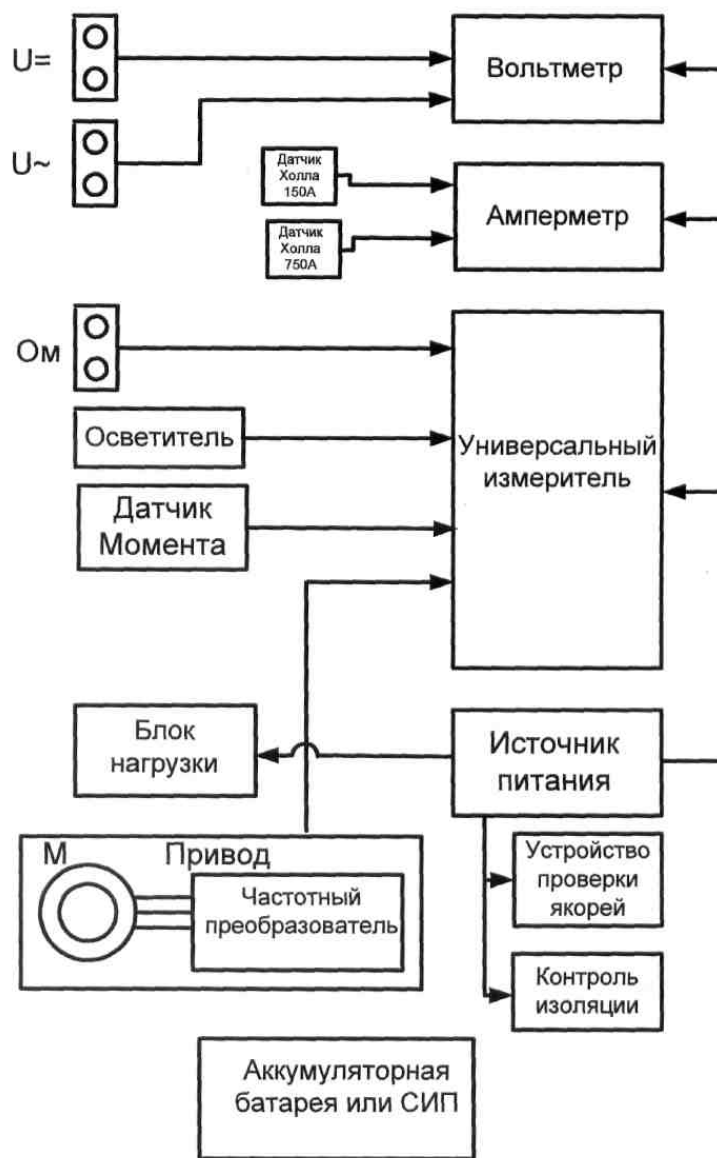 U=
Вольтметр
U~
Датчик
Холла
150А
Амперметр
Датчик
Холла
750А
Ом
Осветитель
Универсальный
измеритель
Датчик
Момента
Блок
нагрузки
Источник
питания
М
Привод
Частотный
преобразователь
Устройство
проверки
якорей
Контроль
изоляции
Аккумуляторная
батарея или СИП